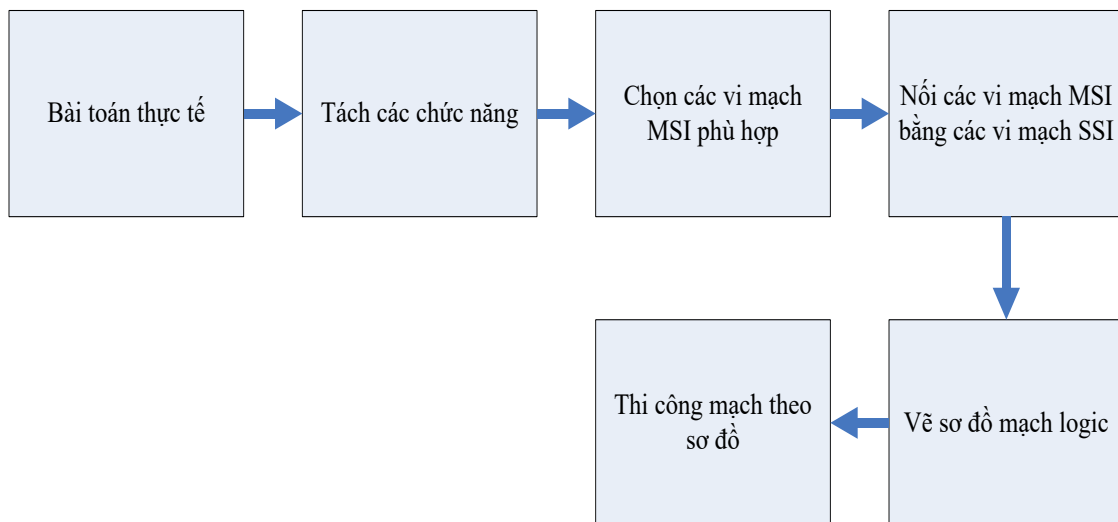 Bài toán thực tế
Tách các chức năng
Chọn các vi mạch
MSI phù hợp
Nối các vi mạch MSI
bằng các vi mạch SSI
Vẽ sơ đồ mạch logic
Thi công mạch theo
sơ đồ